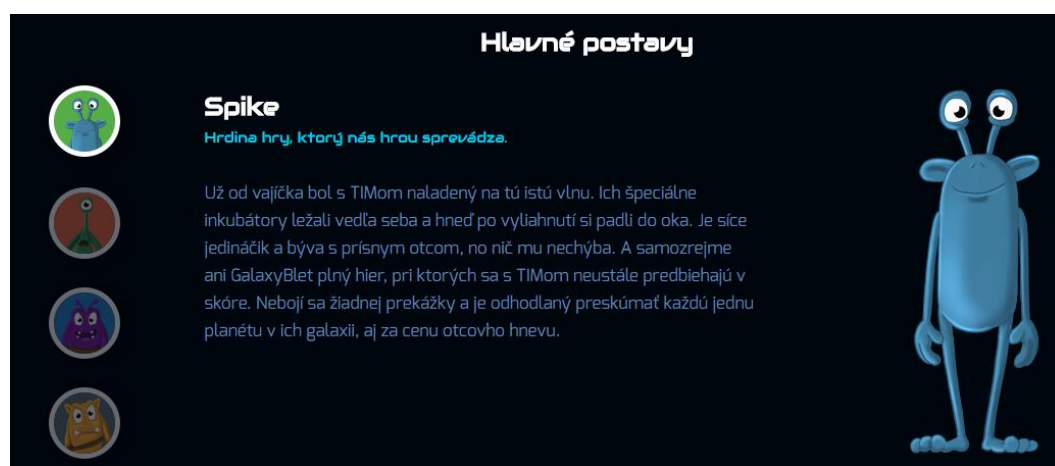 Hlavné postavy
Spike
Hrdina hry, ktorý nás hrou sprevádza.
Už od vajíčka bol s TIMom naladený na tú istú vlnu. Ich špeciálne
inkubátory ležali vedľa seba a hneď po vyliahnutí si padli do oka. Je síce
jedináčik a býva s prísnym otcom, no nič mu nechýba. A samozrejme
ani GalaxyBlet plný hier, pri ktorých sa s TIMom neustále predbiehajú v
skóre. Nebojí sa žiadnej prekážky a je odhodlaný preskúmať každú jednu
planétu v ich galaxii, aj za cenu otcovho hnevu.